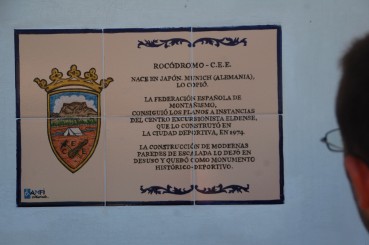 ROCÓDROMO - C.E.E.
NACE EN JAPÓN. MUNICH (ALEMANIA),
LO COPIÓ.
LA FEDERACIÓN ESPAÑOLA DE
MONTAÑISMO,
CONSIGUIÓ LOS PLANOS A INSTANCIAS
DEL CENTRO EXCURSIONISTA ELDENSE,
QUE LO CONSTRUYÓ EN
LA CIUDAD DEPORTIVA, EN 1974.
LA CONSTRUCCIÓN DE MODERNAS
PAREDES DE ESCALADA LO DEJÓ EN
DESUSO Y QUEDÓ COMO MONUMENTO
HISTÓRICO-DEPORTIVO.